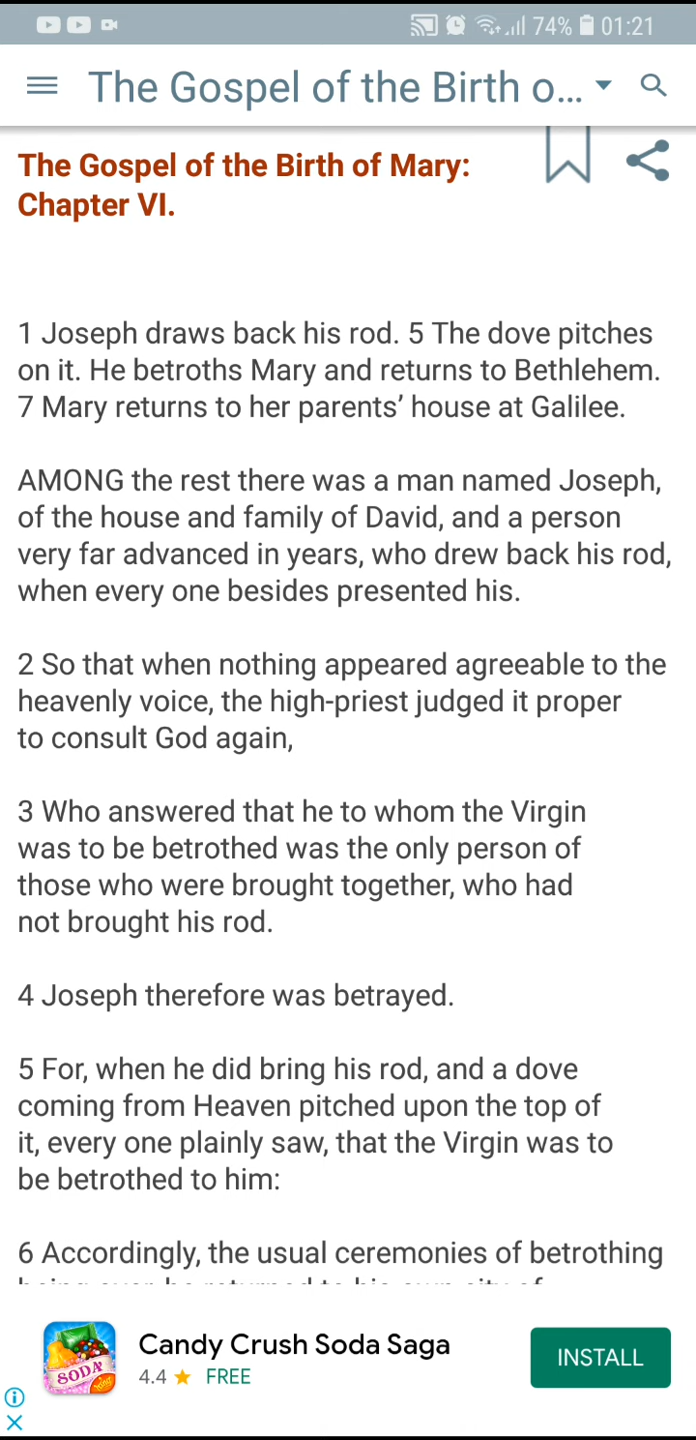 74% 01:21
The Gospel of the Birth o...
The Gospel of the Birth of Mary:
Chapter VI.
1 Joseph draws back his rod. 5 The dove pitches
on it. He betroths Mary and returns to Bethlehem.
7 Mary returns to her parents’ house at Galilee.
AMONG the rest there was a man named Joseph,
of the house and family of David, and a person
very far advanced in years, who drew back his rod,
when every one besides presented his.
2 So that when nothing appeared agreeable to the
heavenly voice, the high-priest judged it proper
to consult God again,
3 Who answered that he to whom the Virgin
was to be betrothed was the only person of
those who were brought together, who had
not brought his rod.
4 Joseph therefore was betrayed.
5 For, when he did bring his rod, and a dove
coming from Heaven pitched upon the top of
it, every one plainly saw, that the Virgin was to
be betrothed to him:
6 Accordingly, the usual ceremonies of betrothing
SODA
King
Candy Crush Soda Saga
4.4 ★ FREE
INSTALL